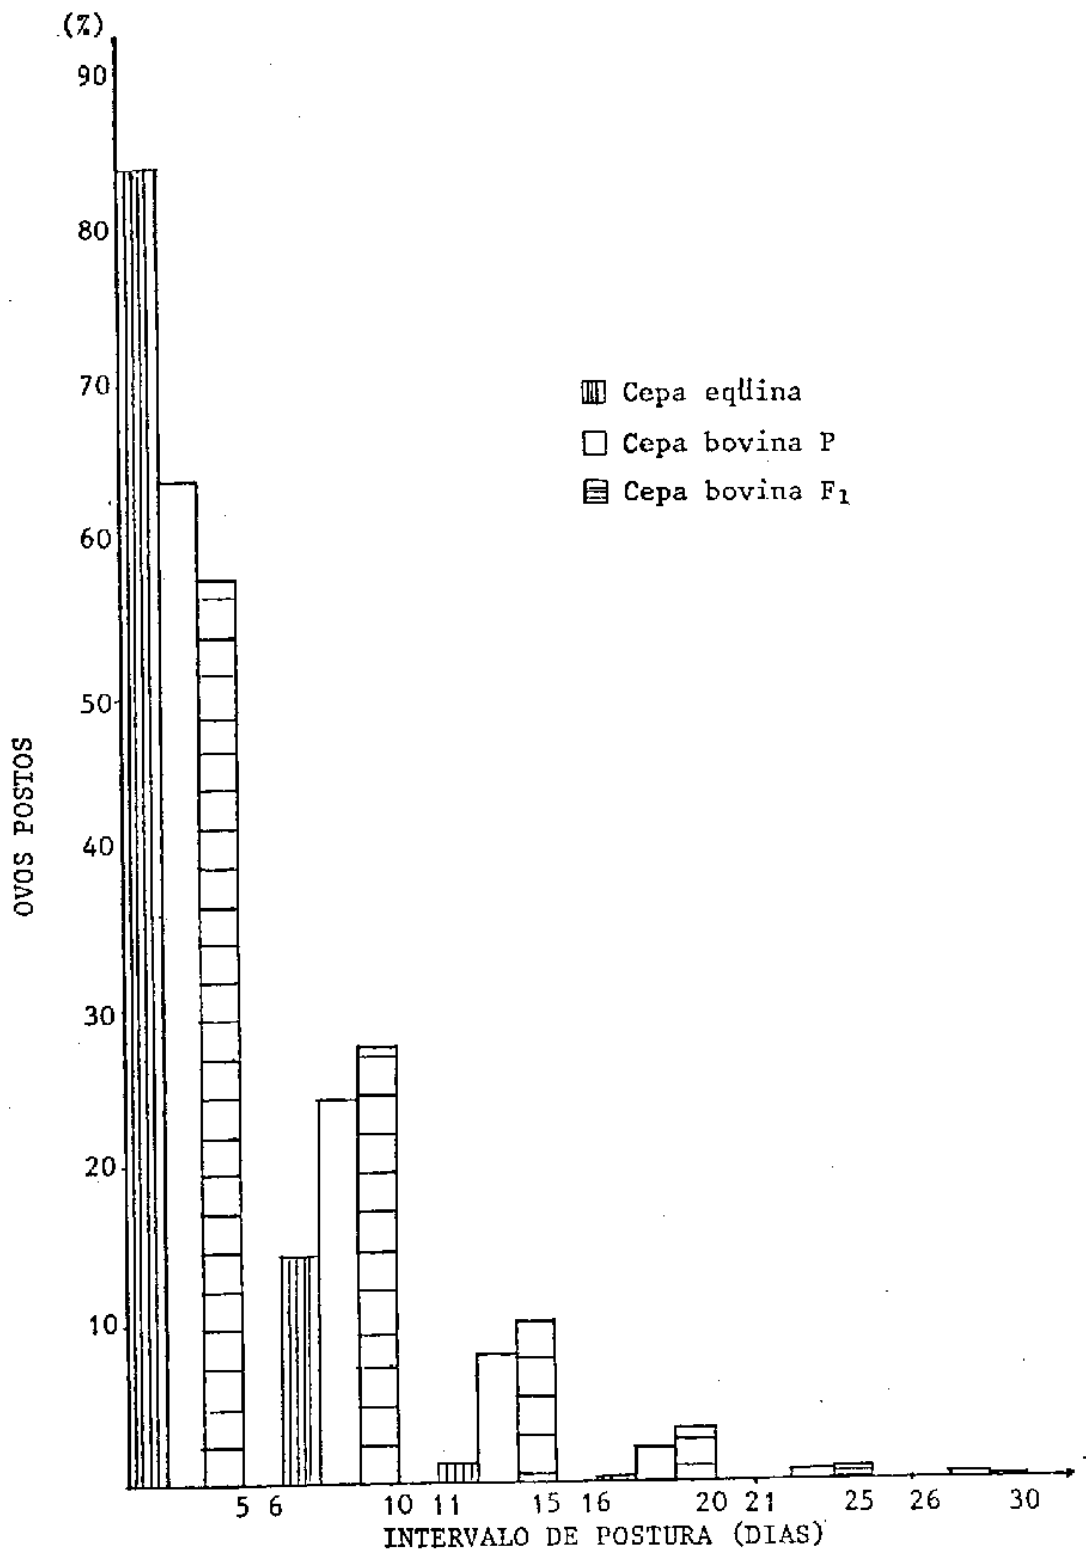 (%)
90
80
70
60
50
40
30
20
10
OVOS POSTOS
Cepa eqüina
Cepa bovina P
Cepa bovina F1
5 6 10 11 15 16 20 21 25 26 30
INTERVALO DE POSTURA (DIAS)